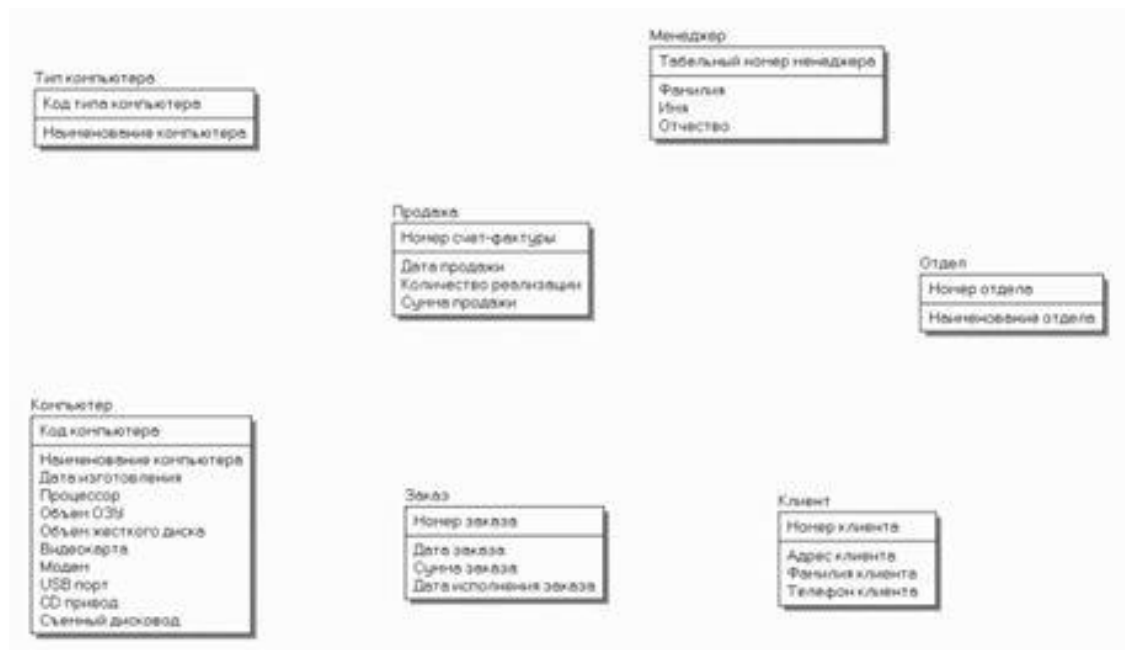 Менеджер
Табельный номер менеджера
Фамилия
Имя
Отчество
Тип компьютера
Код типа компьютера
Наименование компьютера
Продажа
Номер счет-фактуры
Дата продажи
Количество реализации
Сумма продажи
Отдел
Номер отдела
Наименование отдела
Компьютер
Код компьютера
Наименование компьютера
Дата изготовления
Процессор
Объем ОЗУ
Объем жесткого диска
Видеокарта
Модем
USB порт
CD привод
Съемный дисковод
Заказ
Номер заказа
Дата заказа
Сумма заказа
Дата исполнения заказа
Клиент
Номер клиента
Адрес клиента
Фамилия клиента
Телефон клиента